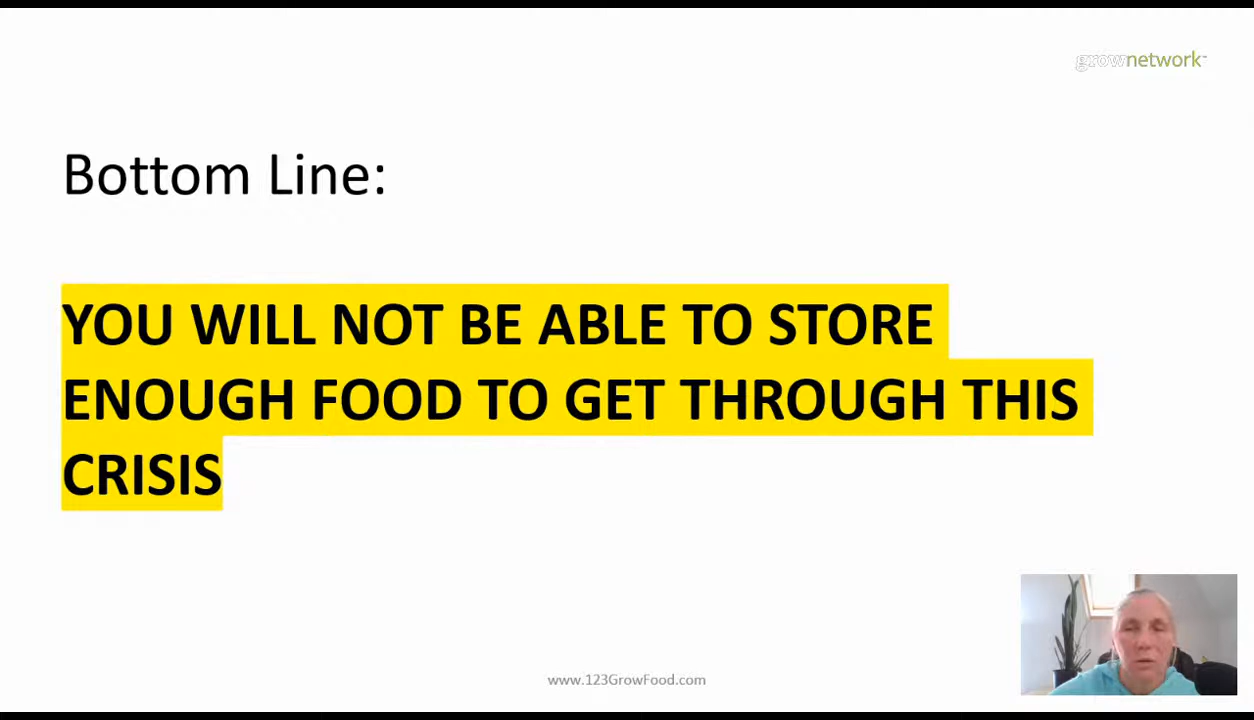 grownetwork™
Bottom Line:
YOU WILL NOT BE ABLE TO STORE
ENOUGH FOOD TO GET THROUGH THIS
CRISIS
www.123GrowFood.com